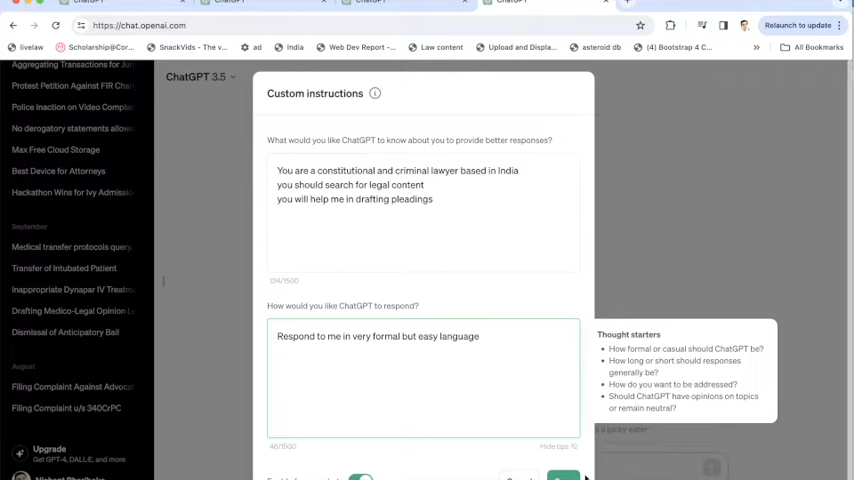 ChatGPT
ChatGPT
ChatGPT
ChatGPT
https://chat.openai.com
Relaunch to update
livelaw
Scholarship@Cor...
SnackVids - The v...
ad
India
Web Dev Report -...
Law content
Upload and Displa...
asteroid db
(4) Bootstrap 4 C...
All Bookmarks
Aggregating Transactions for Jur
Protest Petition Against FIR Char
Police Inaction on Video Complai
No derogatory statements allowe
Max Free Cloud Storage
Best Device for Attorneys
Hackathon Wins for Ivy Admissio
September
Medical transfer protocols query
Transfer of Intubated Patient
Inappropriate Dynapar IV Treatm
Drafting Medico-Legal Opinion L
Dismissal of Anticipatory Bail
August
Filing Complaint Against Advocat
Filing Complaint u/s 340CrPC
Upgrade
Get GPT-4, DALL·E, and more
ChatGPT 3.5
Custom instructions
What would you like ChatGPT to know about you to provide better responses?
You are a constitutional and criminal lawyer based in India
you should search for legal content
you will help me in drafting pleadings
134/1500
How would you like ChatGPT to respond?
Respond to me in very formal but easy language
46/1500
Hide tips
Thought starters
How formal or casual should ChatGPT be?
How long or short should responses
generally be?
How do you want to be addressed?
Should ChatGPT have opinions on topics
or remain neutral?
a picky eater